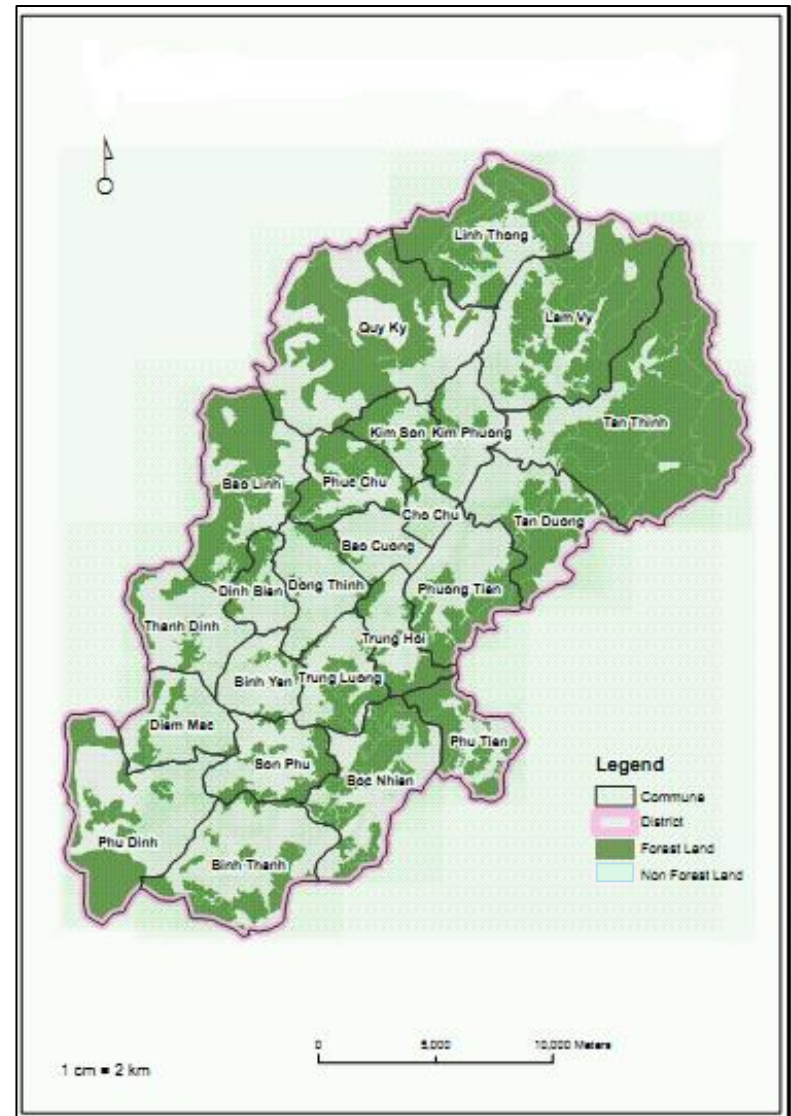 Linh Thong
Lam Vy
Quy Ky
Tan Thinh
Kim Son
Kim Phuong
Bao Linh
Phuc Chu
Cho Chu
Tan Duong
Bao Cuong
Dinh Bien
Dong Thinh
Phuong Tien
Thanh Dinh
Trung Hoi
Binh Yen
Trung Luong
Diem Mac
Son Phu
Phu Tien
Boc Nhien
Phu Dinh
Binh Thanh
Legend
Commune
District
Forest Land
Non Forest Land
0 5,000 10,000 Meters
1 cm = 2 km